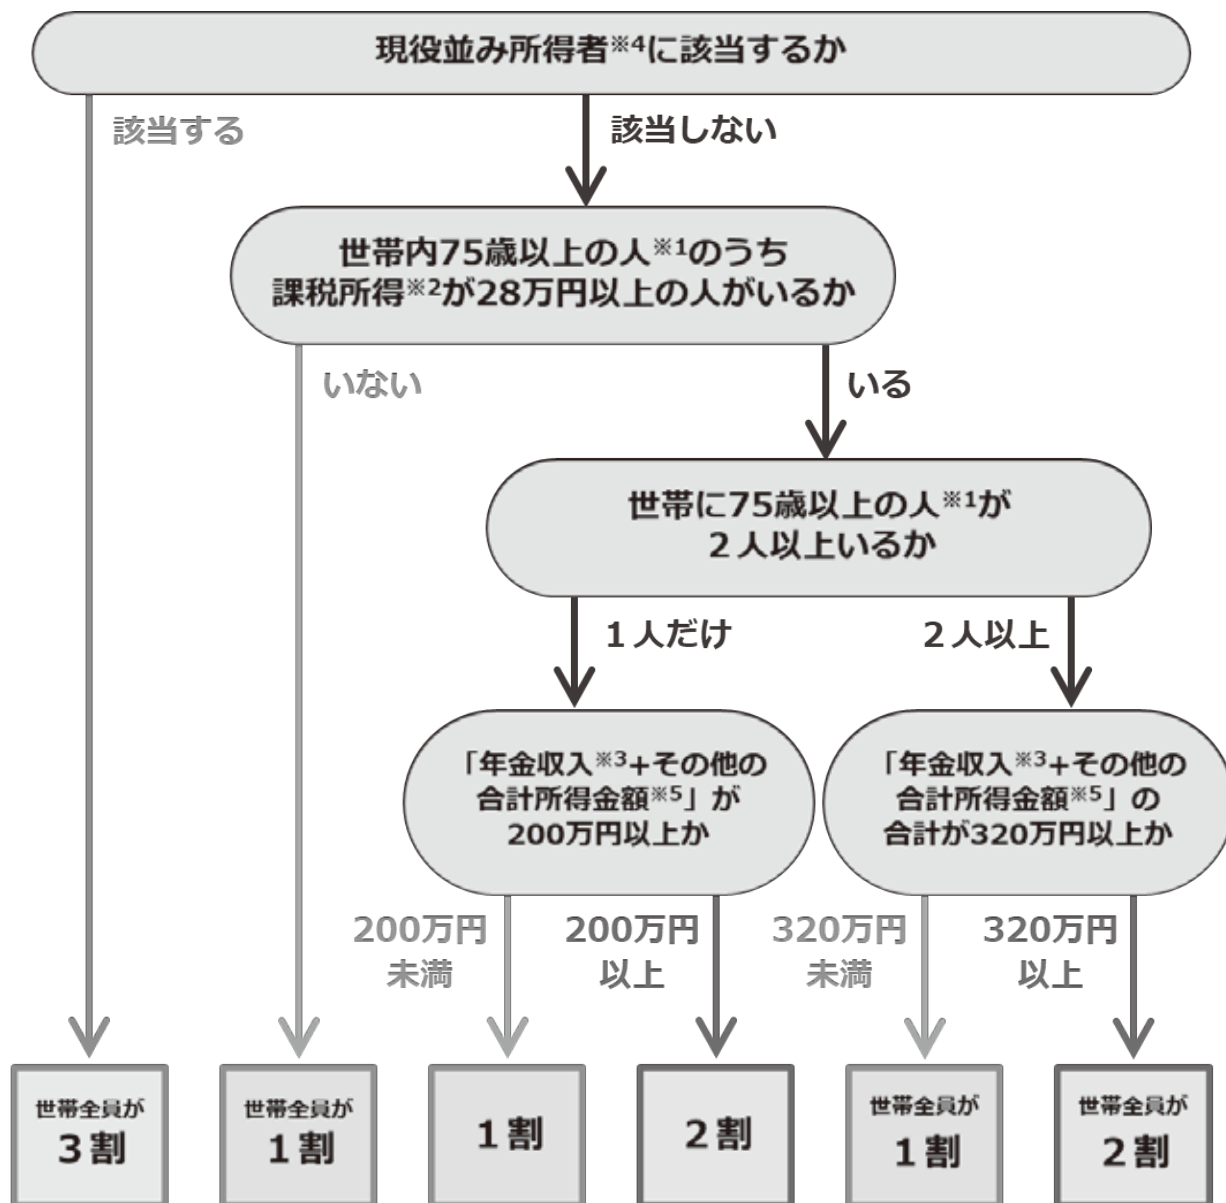 現役並み所得者※4に該当するか
該当する
該当しない
世帯内75歳以上の人※1のうち
課税所得※2が28万円以上の人がいるか
いない
いる
世帯に75歳以上の人※1が
２人以上いるか
１人だけ
２人以上
「年金収入※3+その他の
合計所得金額※5」が
200万円以上か
「年金収入※3+その他の
合計所得金額※5」の
合計が320万円以上か
200万円
未満
200万円
以上
320万円
未満
320万円
以上
世帯全員が
３割
世帯全員が
１割
１割
２割
世帯全員が
１割
世帯全員が
２割